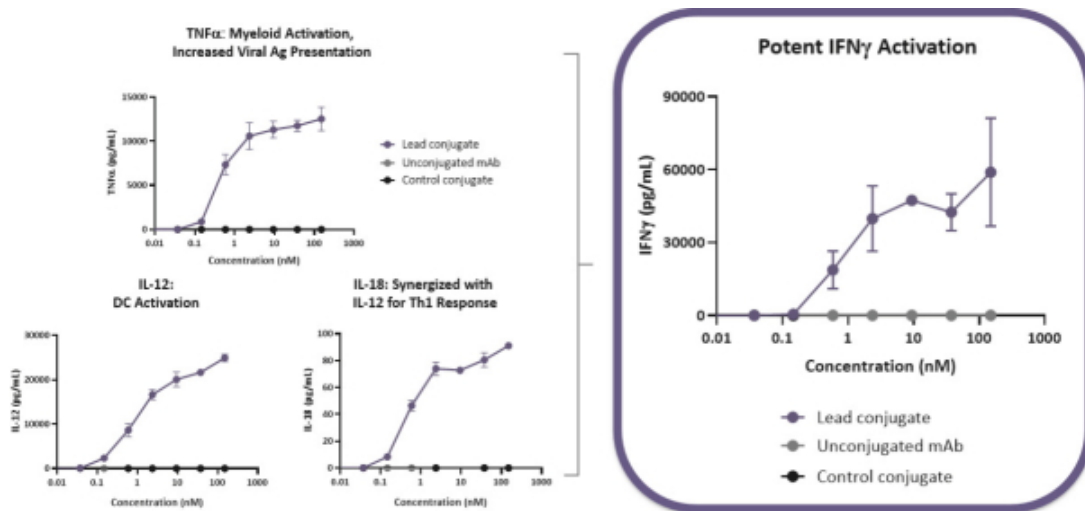 TNFα: Myeloid Activation,
Increased Viral Ag Presentation
15000
10000
5000
0
TNFα (pg/mL)
0.01 0.1 1 10 100 1000
Concentration (nM)
Lead conjugate
Unconjugated mAb
Control conjugate
IL-12:
DC Activation
30000
20000
10000
0
IL-12 (pg/mL)
0.01 0.1 1 10 100 1000
Concentration (nM)
IL-18: Synergized with
IL-12 for Th1 Response
100
80
60
40
20
0
IL-18 (pg/mL)
0.01 0.1 1 10 100 1000
Concentration (nM)
Potent IFNγ Activation
90000
60000
30000
0
IFNγ (pg/mL)
0.01 0.1 1 10 100 1000
Concentration (nM)
Lead conjugate
Unconjugated mAb
Control conjugate